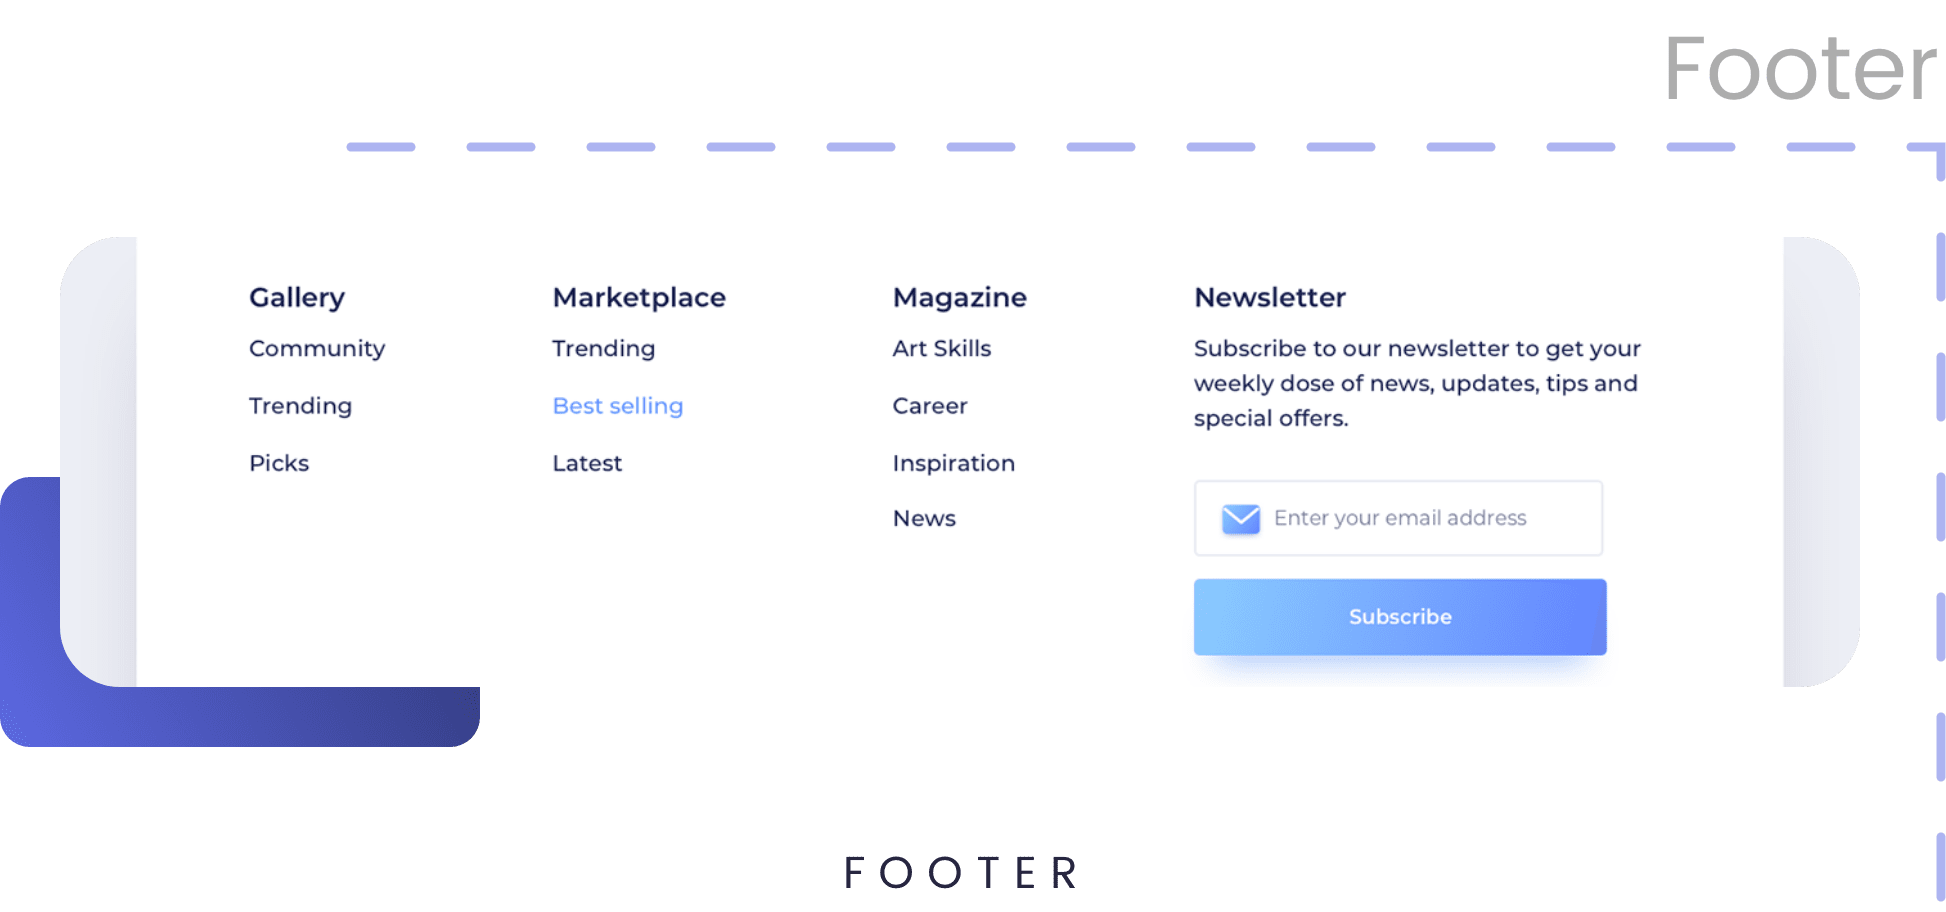 Footer
Gallery
Community
Trending
Picks
Marketplace
Trending
Best selling
Latest
Magazine
Art Skills
Career
Inspiration
News
Newsletter
Subscribe to our newsletter to get your
weekly dose of news, updates, tips and
special offers.
Enter your email address
Subscribe
FOOTER